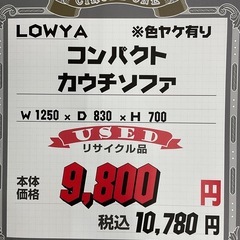 LOWYA ※色ヤケ有り
コンパクト
カウチソファ
W 1250 × D 830 × H 700
USED
リサイクル品
本体
価格
9,800 円
税込 10,780 円